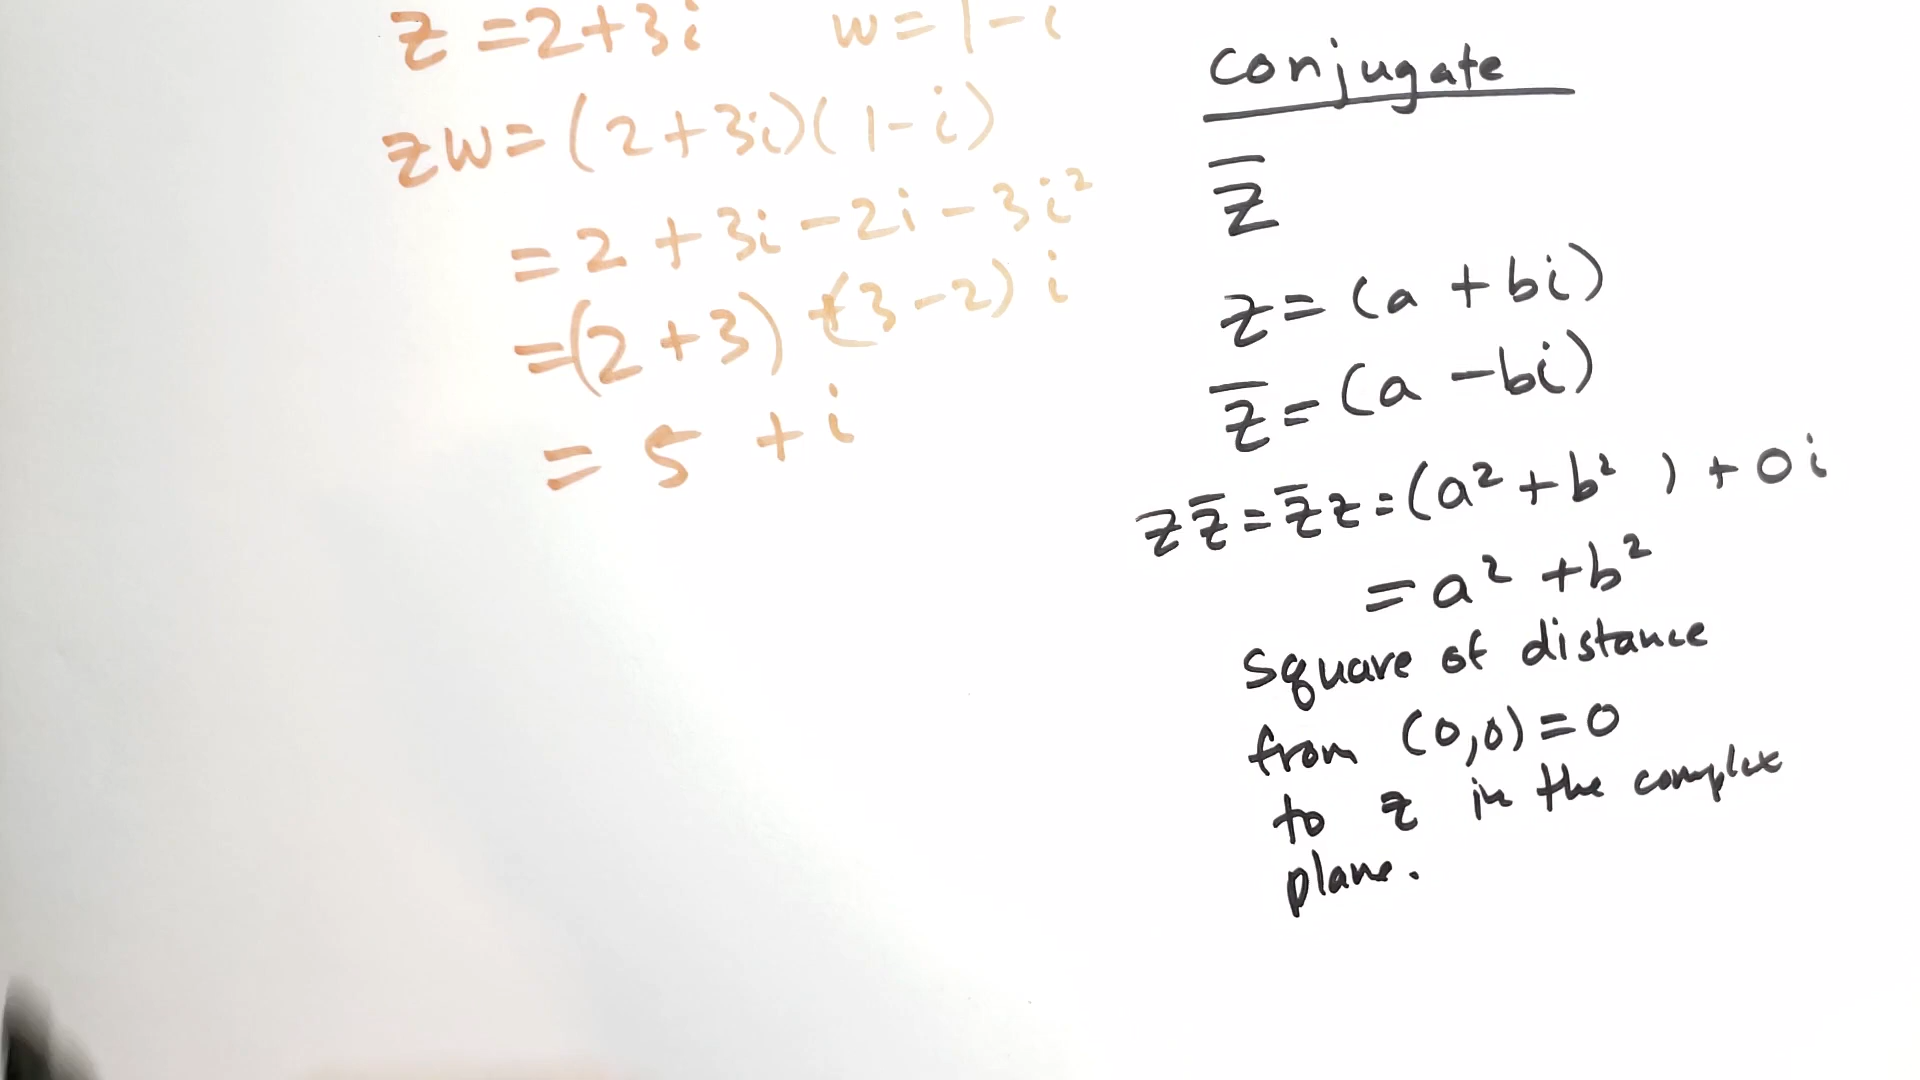 z = 2 + 3i w = 1 - i
zw = (2 + 3i)(1 - i)
= 2 + 3i - 2i - 3i²
= (2 + 3) + (3 - 2) i
= 5 + i
conjugate
z̄
z = (a + bi)
z̄ = (a - bi)
z z̄ = z̄ z = (a² + b² ) + 0i
= a² + b²
square of distance
from (0,0) = 0
to z in the complex
plane.